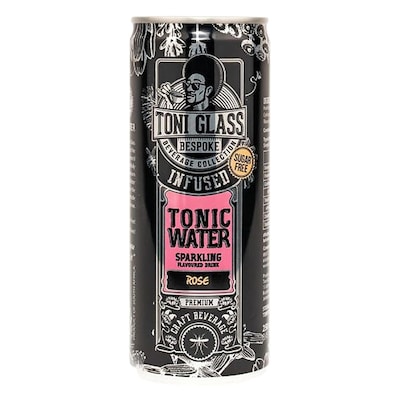 TONI GLASS
BESPOKE
BEVERAGE COLLECTION
INFUSED
SUGAR
FREE
TONIC
WATER
SPARKLING
FLAVOURED DRINK
ROSE
PREMIUM
CRAFT BEVERAGE